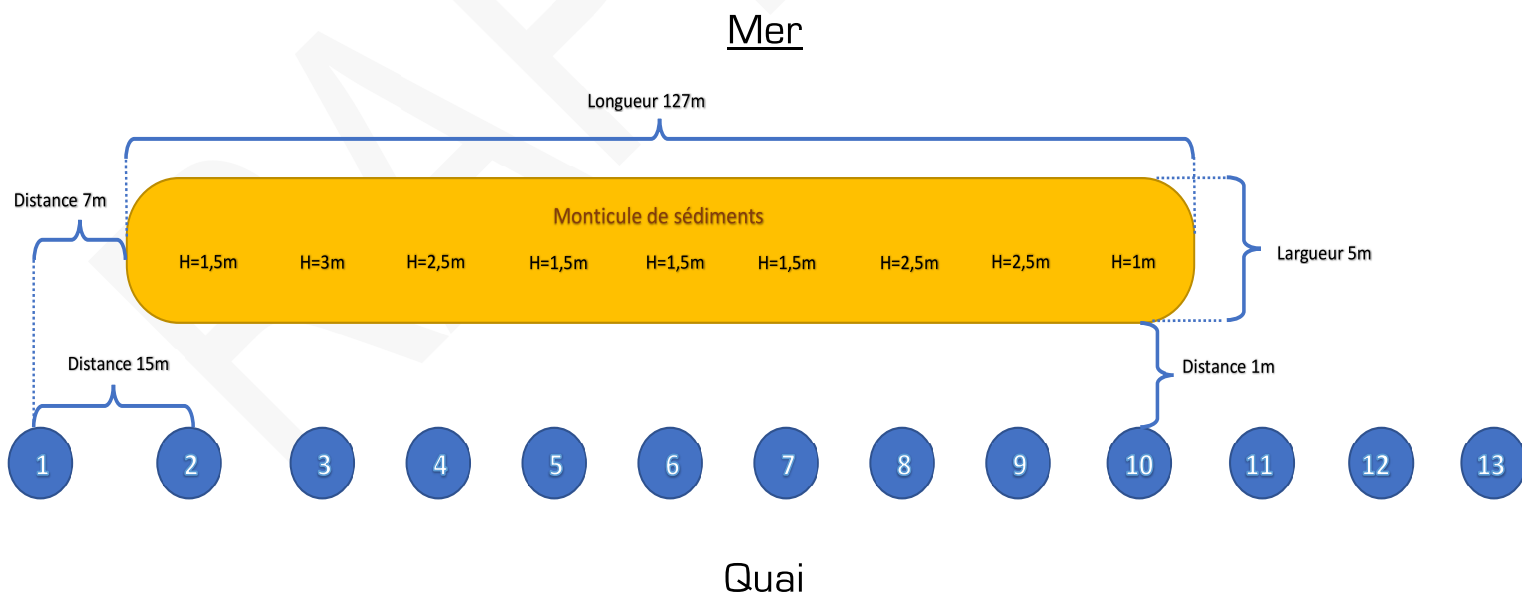 Mer
Longueur 127m
Distance 7m
Monticule de sédiments
H=1,5m H=3m H=2,5m H=1,5m H=1,5m H=1,5m H=2,5m H=2,5m H=1m
Largueur 5m
Distance 15m
Distance 1m
1 2 3 4 5 6 7 8 9 10 11 12 13
Quai